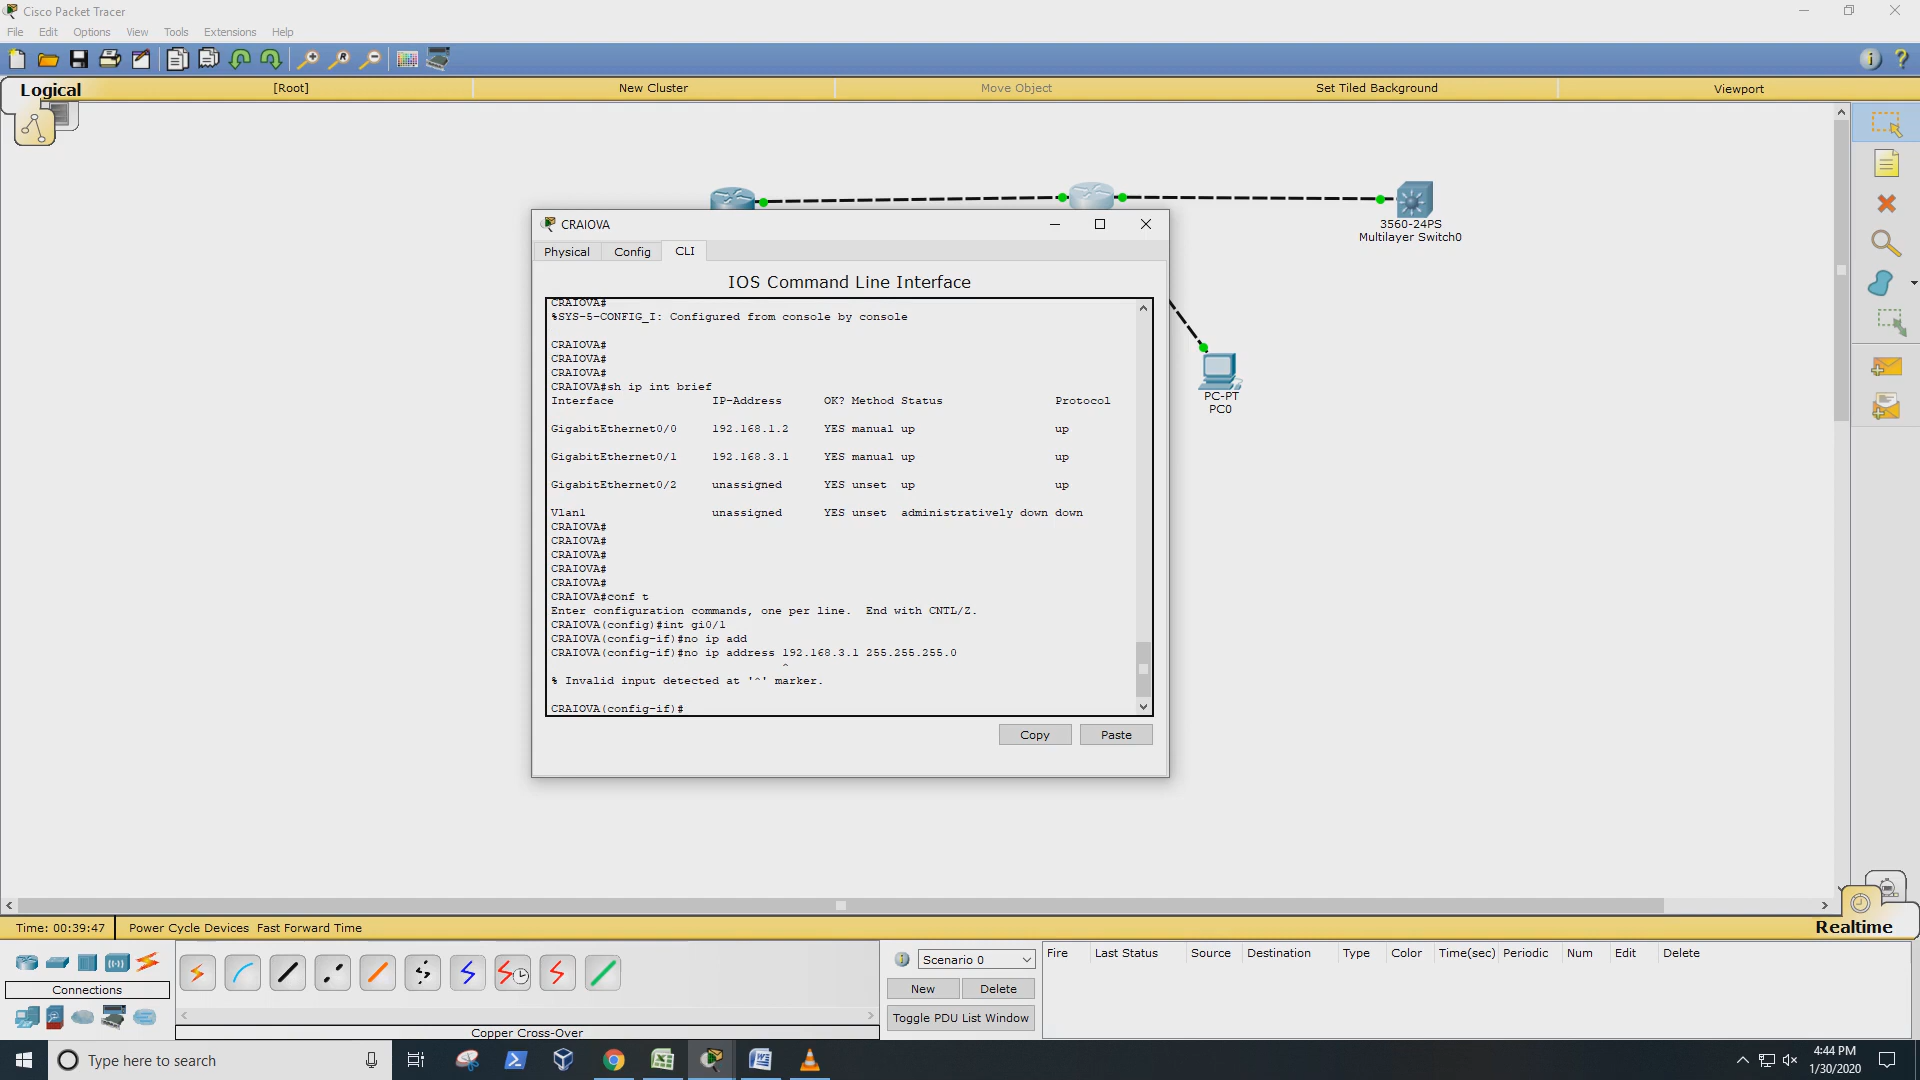 Cisco Packet Tracer
File Edit Options View Tools Extensions Help
Logical [Root] New Cluster Move Object Set Tiled Background Viewport
3560-24PS
Multilayer Switch0
PC-PT
PC0
CRAIOVA
Physical Config CLI
IOS Command Line Interface
CRAIOVA#
%SYS-5-CONFIG_I: Configured from console by console
CRAIOVA#
CRAIOVA#
CRAIOVA#
CRAIOVA#sh ip int brief
Interface IP-Address OK? Method Status Protocol
GigabitEthernet0/0 192.168.1.2 YES manual up up
GigabitEthernet0/1 192.168.3.1 YES manual up up
GigabitEthernet0/2 unassigned YES unset up up
Vlan1 unassigned YES unset administratively down down
CRAIOVA#
CRAIOVA#
CRAIOVA#
CRAIOVA#
CRAIOVA#
CRAIOVA#conf t
Enter configuration commands, one per line. End with CNTL/Z.
CRAIOVA(config)#int gi0/1
CRAIOVA(config-if)#no ip add
CRAIOVA(config-if)#no ip address 192.168.3.1 255.255.255.0
^
% Invalid input detected at '^' marker.
CRAIOVA(config-if)#
Copy Paste
Time: 00:39:47 Power Cycle Devices Fast Forward Time Realtime
Connections
Copper Cross-Over
Scenario 0
New Delete
Toggle PDU List Window
Fire Last Status Source Destination Type Color Time(sec) Periodic Num Edit Delete
Type here to search
4:44 PM
1/30/2020